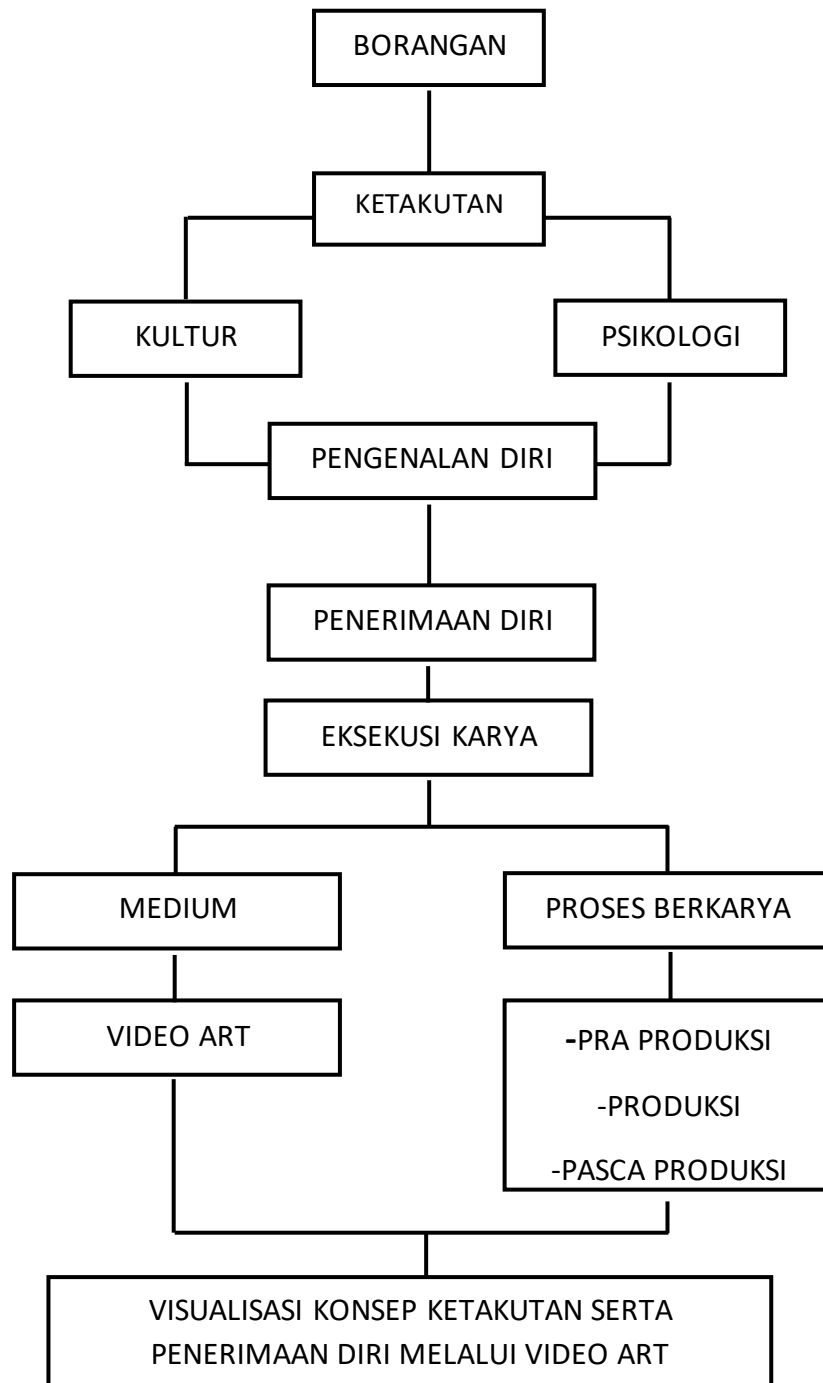 BORANGAN
KETAKUTAN
KULTUR
PSIKOLOGI
PENGENALAN DIRI
PENERIMAAN DIRI
EKSEKUSI KARYA
MEDIUM
PROSES BERKARYA
VIDEO ART
-PRA PRODUKSI
-PRODUKSI
-PASCA PRODUKSI
VISUALISASI KONSEP KETAKUTAN SERTA
PENERIMAAN DIRI MELALUI VIDEO ART